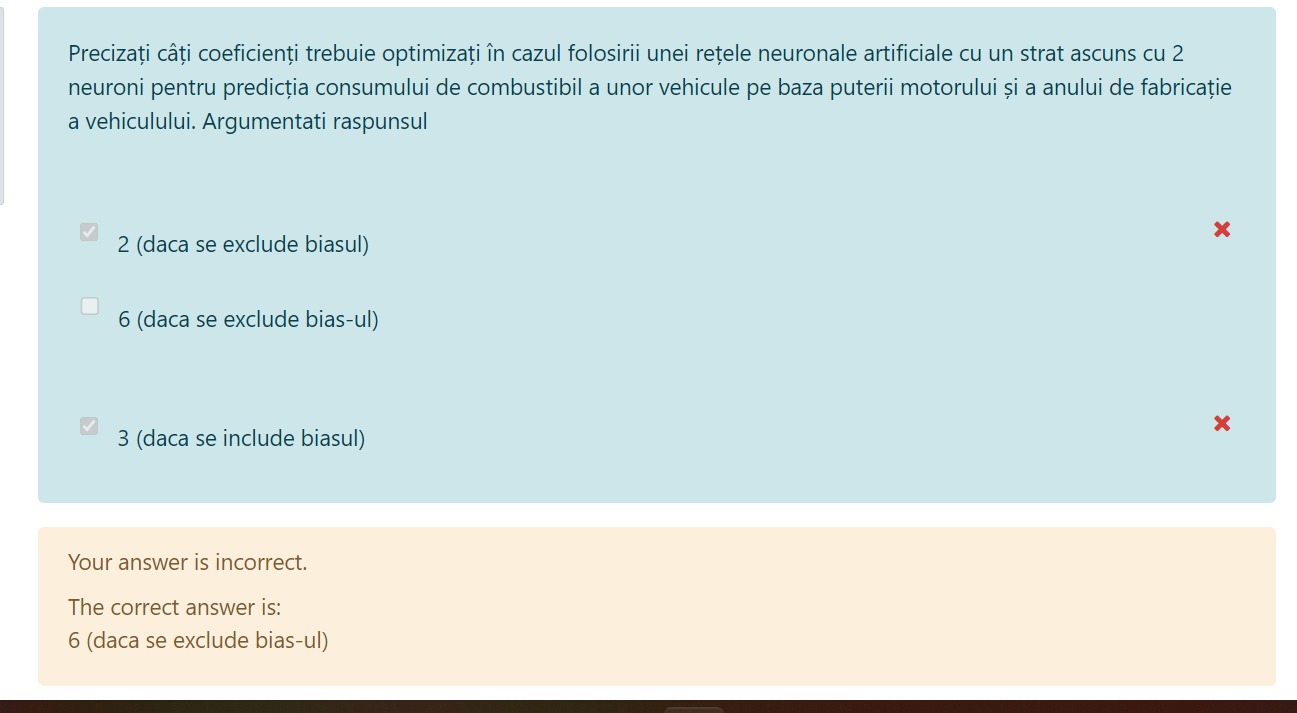 Precizați câți coeficienți trebuie optimizați în cazul folosirii unei rețele neuronale artificiale cu un strat ascuns cu 2
neuroni pentru predicția consumului de combustibil a unor vehicule pe baza puterii motorului și a anului de fabricație
a vehiculului. Argumentati raspunsul
2 (daca se exclude biasul)
6 (daca se exclude bias-ul)
3 (daca se include biasul)
Your answer is incorrect.
The correct answer is:
6 (daca se exclude bias-ul)